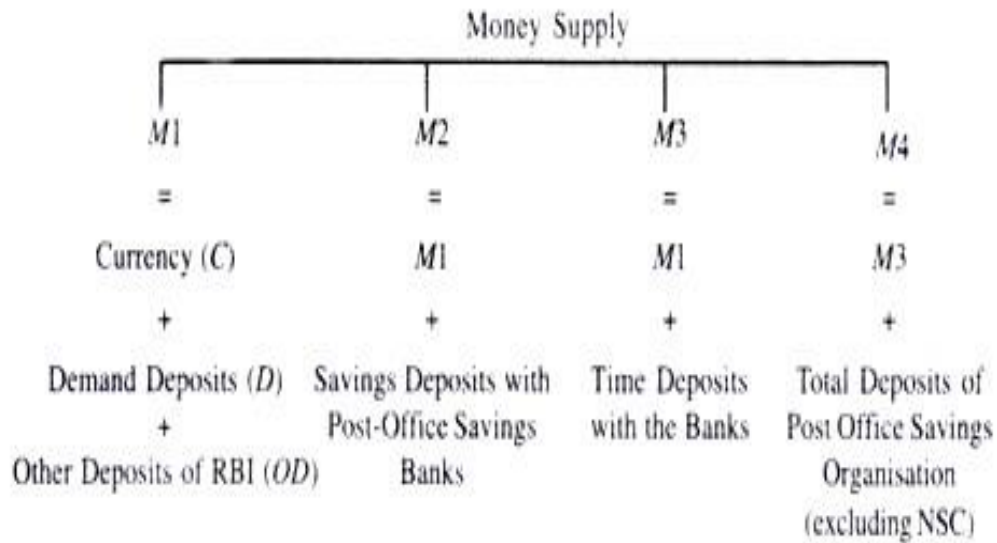 Money Supply
M1
=
Currency (C)
+
Demand Deposits (D)
+
Other Deposits of RBI (OD)
M2
=
M1
+
Savings Deposits with
Post-Office Savings
Banks
M3
=
M1
+
Time Deposits
with the Banks
M4
=
M3
+
Total Deposits of
Post Office Savings
Organisation
(excluding NSC)